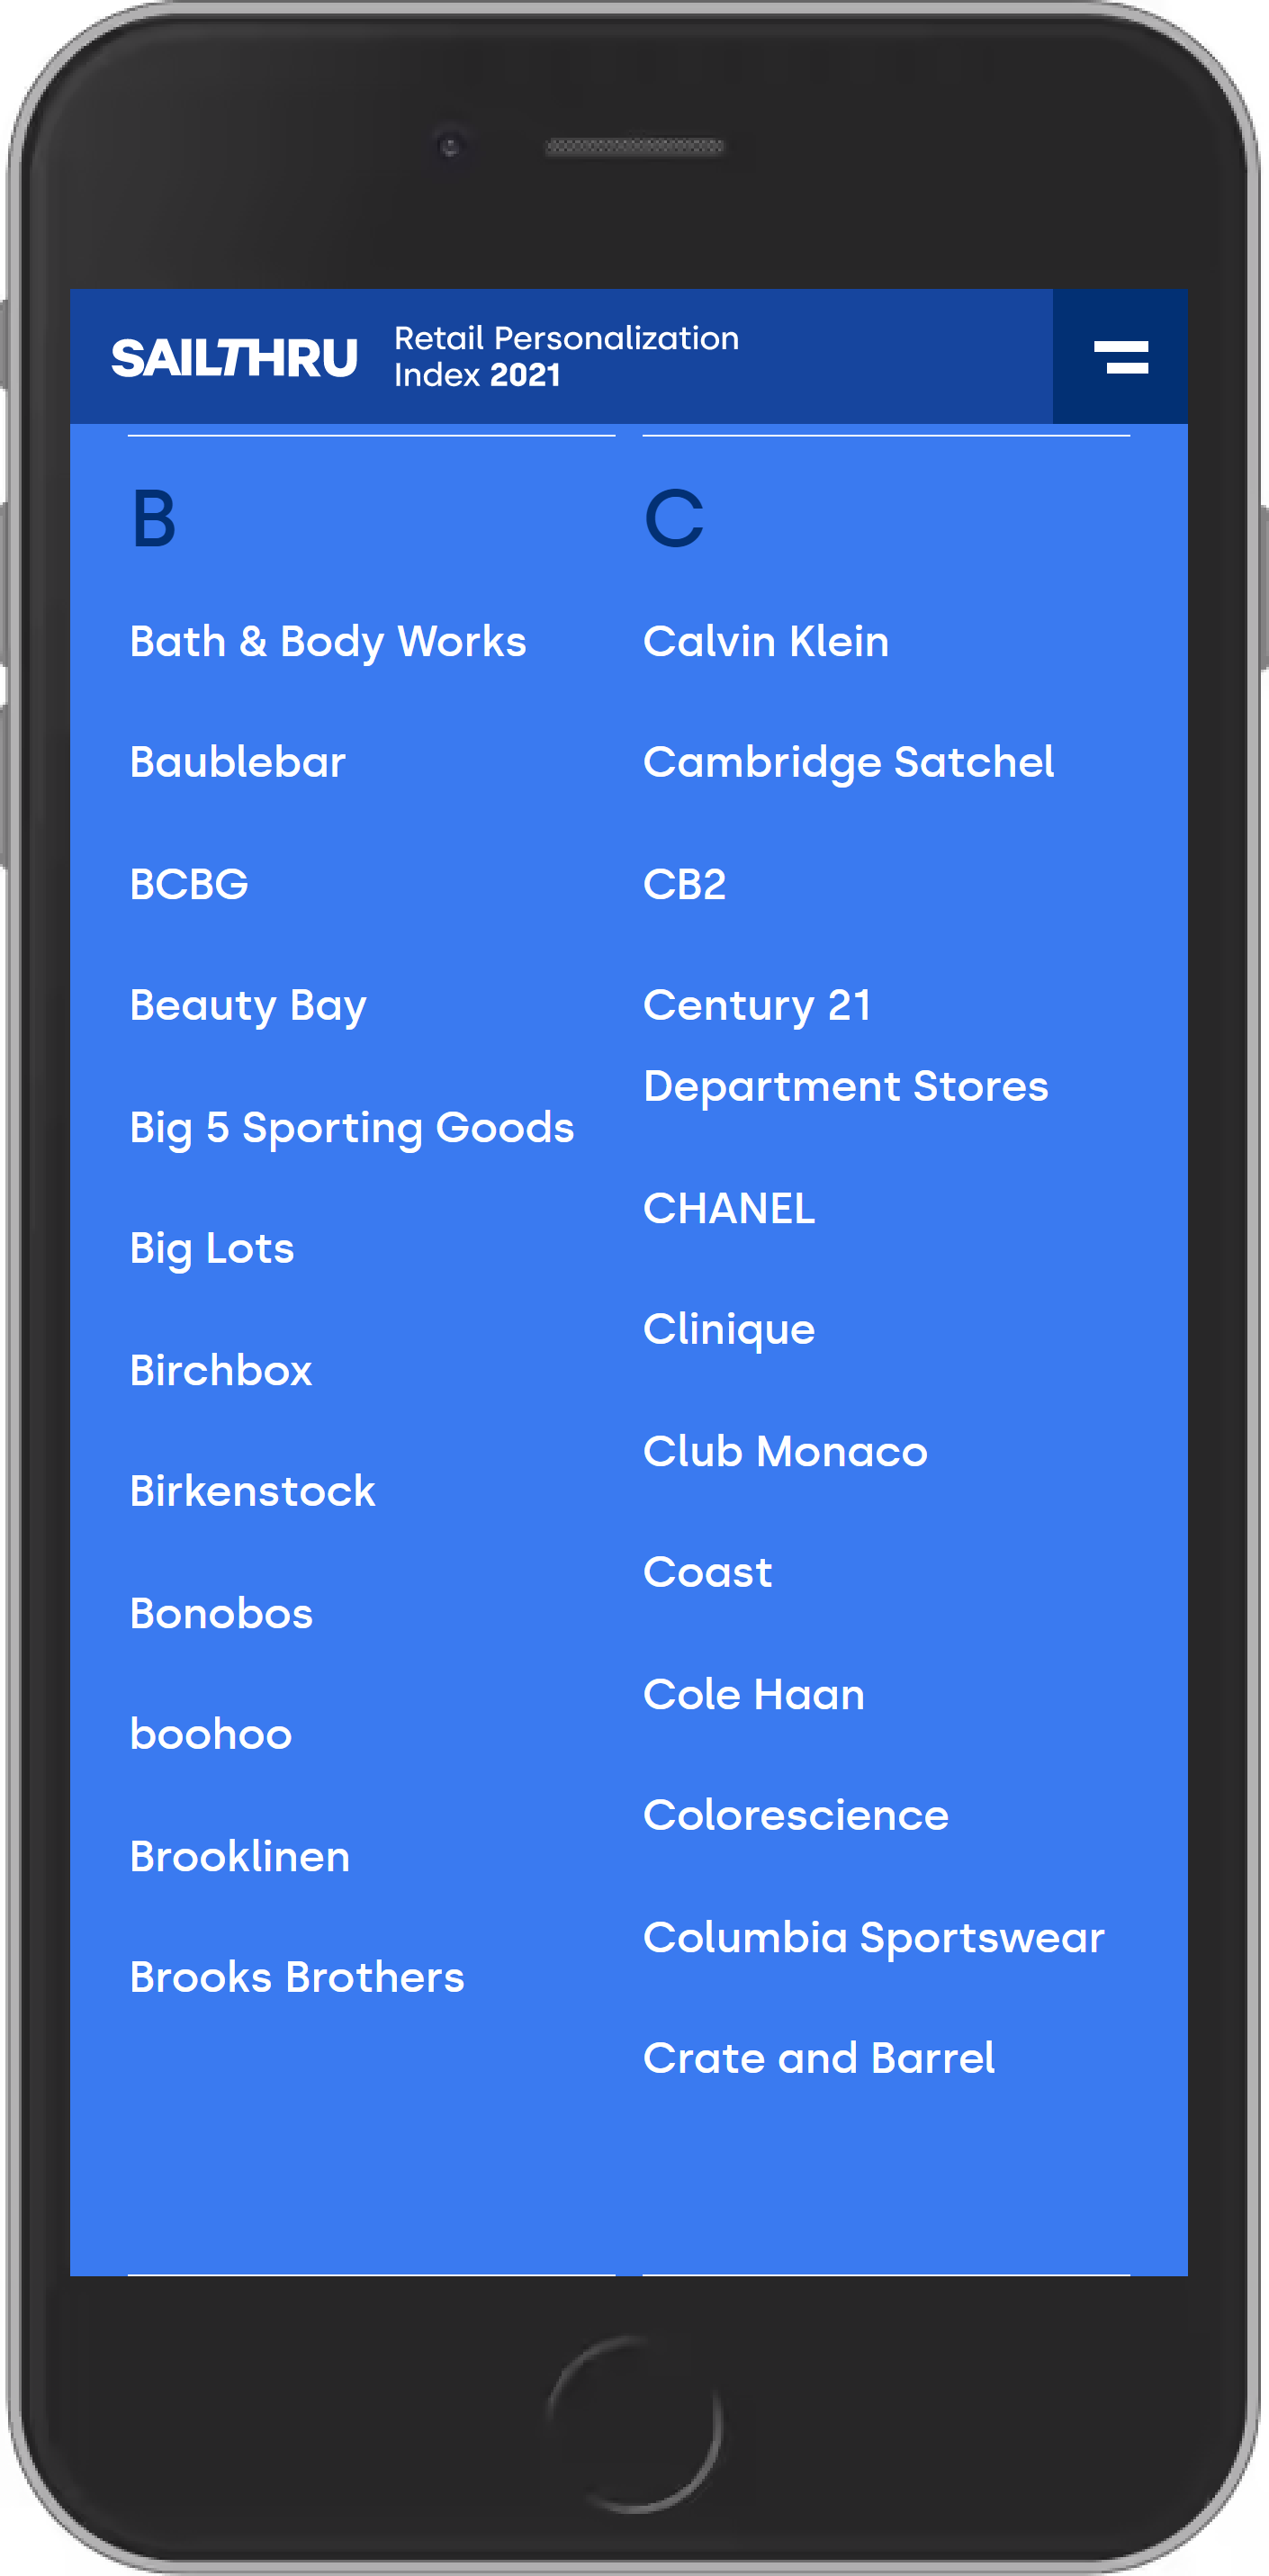 SAILTHRU
Retail Personalization
Index 2021
B
Bath & Body Works
Baublebar
BCBG
Beauty Bay
Big 5 Sporting Goods
Big Lots
Birchbox
Birkenstock
Bonobos
boohoo
Brooklinen
Brooks Brothers
C
Calvin Klein
Cambridge Satchel
CB2
Century 21
Department Stores
CHANEL
Clinique
Club Monaco
Coast
Cole Haan
Colorescience
Columbia Sportswear
Crate and Barrel